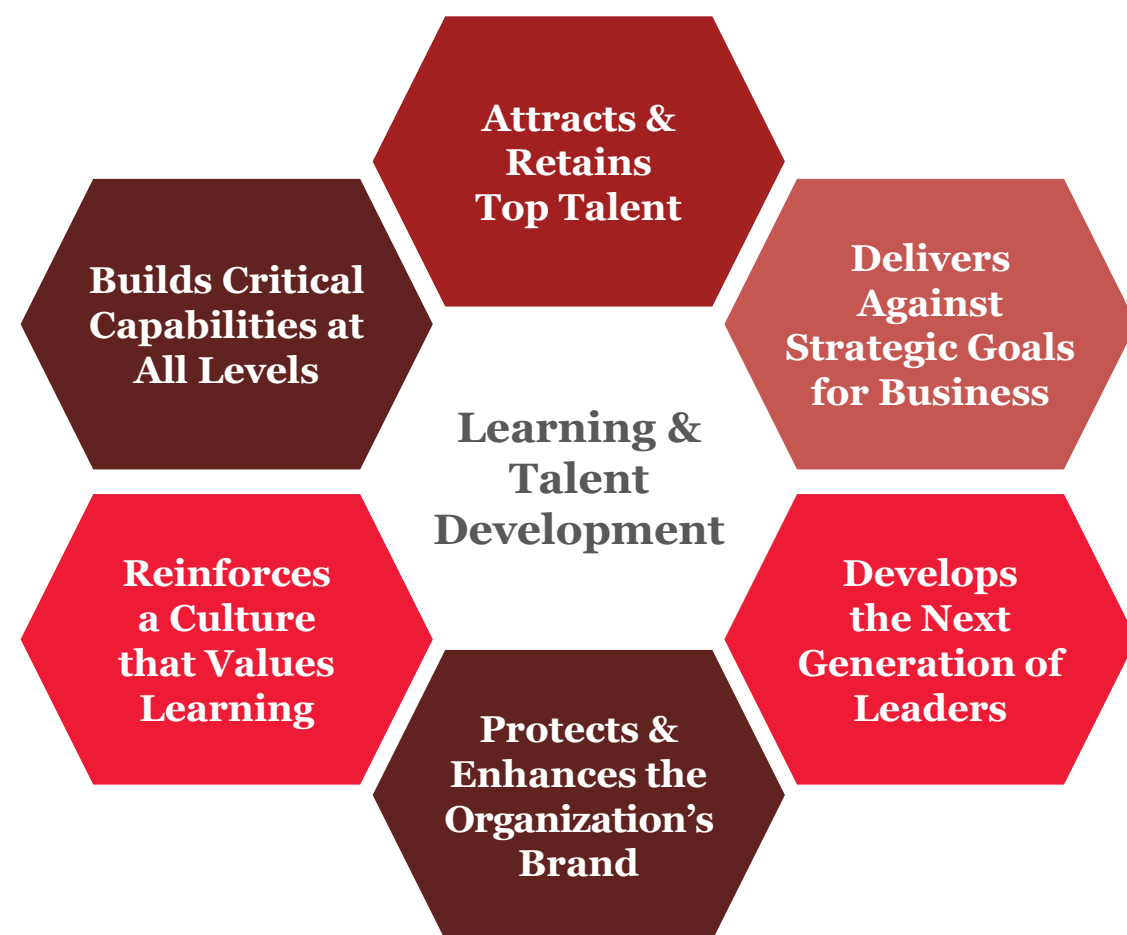 Attracts &
Retains
Top Talent
Delivers
Against
Strategic Goals
for Business
Develops
the Next
Generation of
Leaders
Protects &
Enhances the
Organization’s
Brand
Reinforces
a Culture
that Values
Learning
Builds Critical
Capabilities at
All Levels
Learning &
Talent
Development